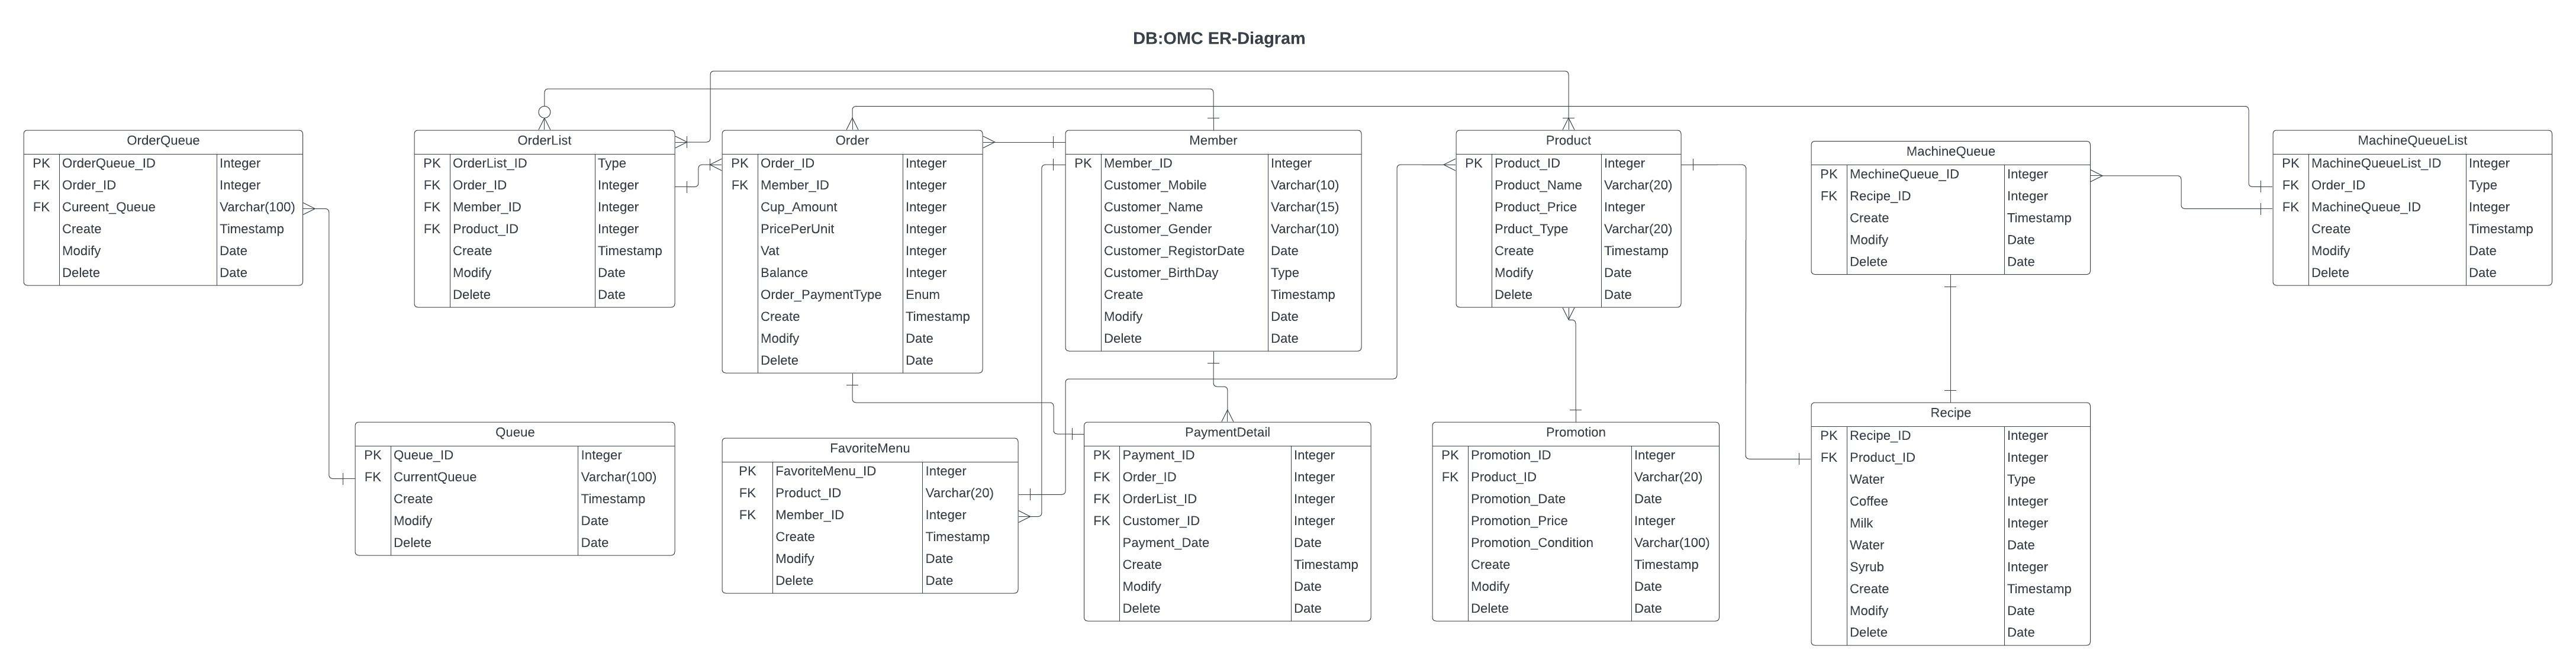 DB:OMC ER-Diagram
OrderQueue
PK OrderQueue_ID Integer
FK Order_ID Integer
FK Cureent_Queue Varchar(100)
Create Timestamp
Modify Date
Delete Date
OrderList
PK OrderList_ID Type
FK Order_ID Integer
FK Member_ID Integer
FK Product_ID Integer
Create Timestamp
Modify Date
Delete Date
Order
PK Order_ID Integer
FK Member_ID Integer
Cup_Amount Integer
PricePerUnit Integer
Vat Integer
Balance Integer
Order_PaymentType Enum
Create Timestamp
Modify Date
Delete Date
Member
PK Member_ID Integer
Customer_Mobile Varchar(10)
Customer_Name Varchar(15)
Customer_Gender Varchar(10)
Customer_RegistorDate Date
Customer_BirthDay Type
Create Timestamp
Modify Date
Delete Date
Product
PK Product_ID Integer
Product_Name Varchar(20)
Product_Price Integer
Prduct_Type Varchar(20)
Create Timestamp
Modify Date
Delete Date
MachineQueue
PK MechineQueue_ID Integer
FK Recipe_ID Integer
Create Timestamp
Modify Date
Delete Date
MachineQueueList
PK MachineQueueList_ID Integer
FK Order_ID Type
FK MachineQueue_ID Integer
Create Timestamp
Modify Date
Delete Date
Queue
PK Queue_ID Integer
FK CurrentQueue Varchar(100)
Create Timestamp
Modify Date
Delete Date
FavoriteMenu
PK FavoriteMenu_ID Integer
FK Product_ID Varchar(20)
FK Member_ID Integer
Create Timestamp
Modify Date
Delete Date
PaymentDetail
PK Payment_ID Integer
FK Order_ID Integer
FK OrderList_ID Integer
FK Customer_ID Integer
Payment_Date Date
Create Timestamp
Modify Date
Delete Date
Promotion
PK Promotion_ID Integer
FK Product_ID Varchar(20)
Promotion_Date Date
Promotion_Price Integer
Promotion_Condition Varchar(100)
Create Timestamp
Modify Date
Delete Date
Recipe
PK Recipe_ID Integer
FK Product_ID Integer
Water Type
Coffee Integer
Milk Integer
Water Date
Syrub Integer
Create Timestamp
Modify Date
Delete Date